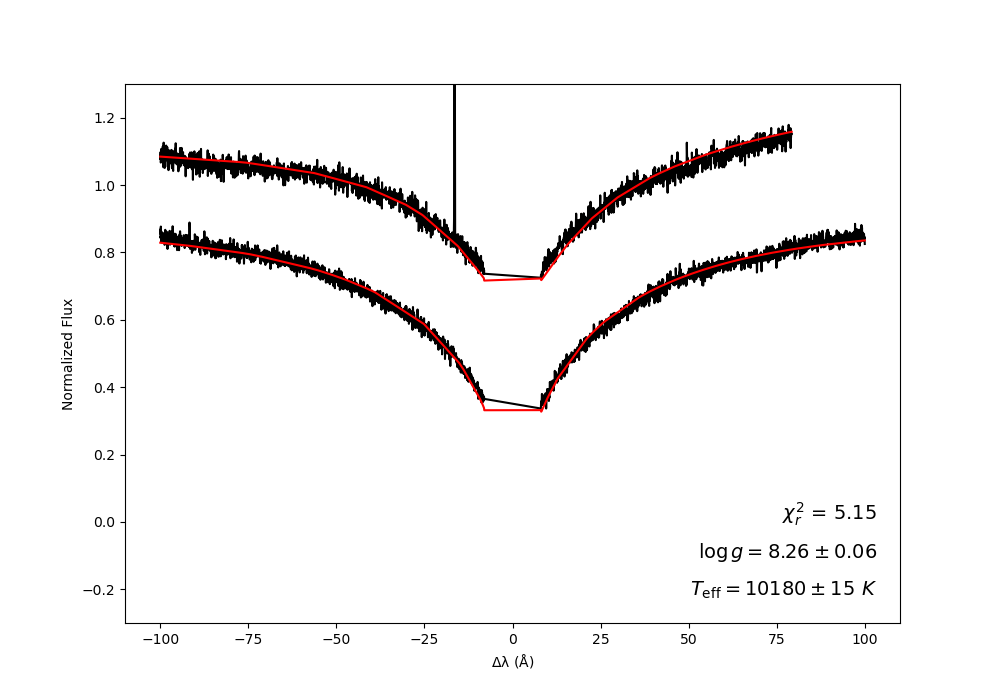 1.2
1.0
0.8
0.6
0.4
0.2
0.0
−0.2
Normalized Flux
χ²ᵣ = 5.15
log g = 8.26 ± 0.06
T_eff = 10180 ± 15 K
−100 −75 −50 −25 0 25 50 75 100
Δλ (Å)